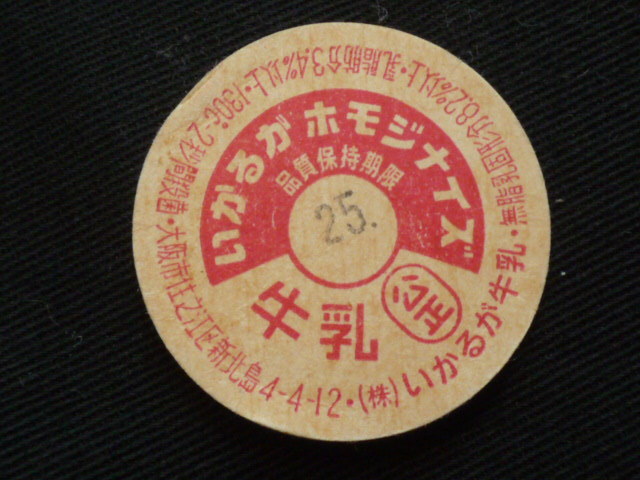 いかるがホモジナイズ
品質保持期限
25.
牛乳
公正
無脂乳固形分8.2%以上・乳脂肪分3.4%以上・130℃-2秒間殺菌・大阪市住之江区新北島4-4-12・(株)いかるが牛乳・